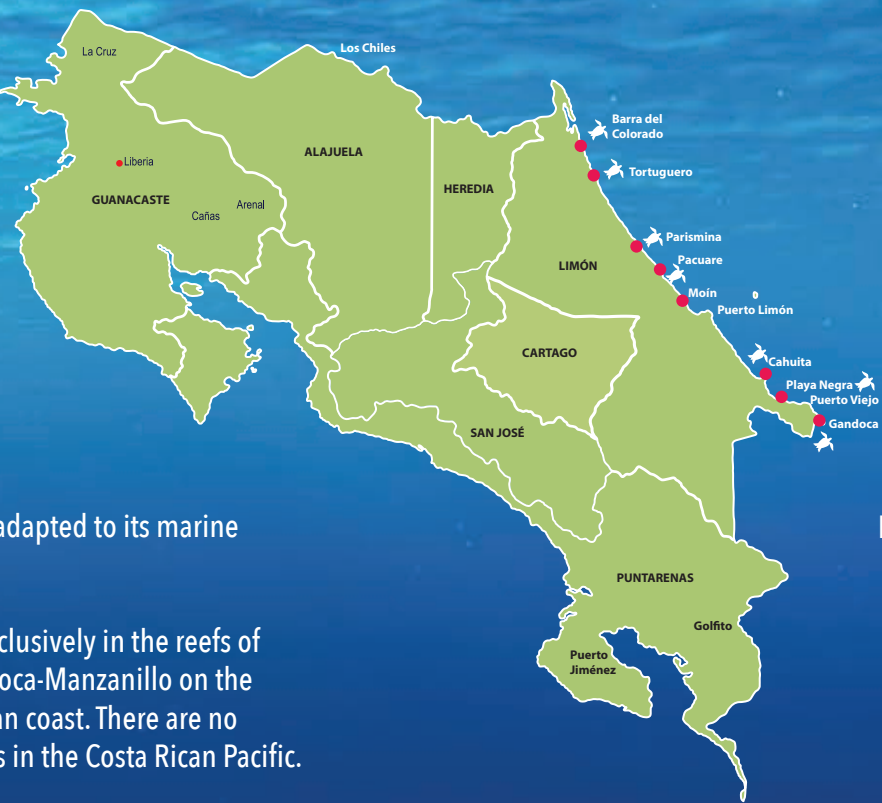 La Cruz
Los Chiles
Barra del
Colorado
Tortuguero
ALAJUELA
Liberia
HEREDIA
GUANACASTE
Arenal
Cañas
Parismina
Pacuare
LIMÓN
Moín
Puerto Limón
CARTAGO
Cahuita
Playa Negra
Puerto Viejo
Gandoca
SAN JOSÉ
adapted to its marine
PUNTARENAS
Golfito
Puerto
Jiménez
clusively in the reefs of
oca-Manzanillo on the
an coast. There are no
s in the Costa Rican Pacific.